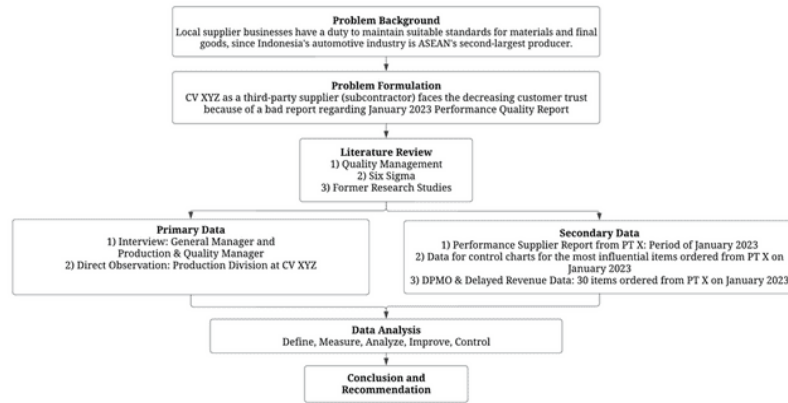 Problem Background
Local supplier businesses have a duty to maintain suitable standards for materials and final
goods, since Indonesia's automotive industry is ASEAN's second-largest producer.
Problem Formulation
CV XYZ as a third-party supplier (subcontractor) faces the decreasing customer trust
because of a bad report regarding January 2023 Performance Quality Report
Literature Review
1) Quality Management
2) Six Sigma
3) Former Research Studies
Primary Data
1) Interview: General Manager and
Production & Quality Manager
2) Direct Observation: Production Division at CV XYZ
Secondary Data
1) Performance Supplier Report from PT X: Period of January 2023
2) Data for control charts for the most influential items ordered from PT X on
January 2023
3) DPMO & Delayed Revenue Data: 30 items ordered from PT X on January 2023
Data Analysis
Define, Measure, Analyze, Improve, Control
Conclusion and
Recommendation